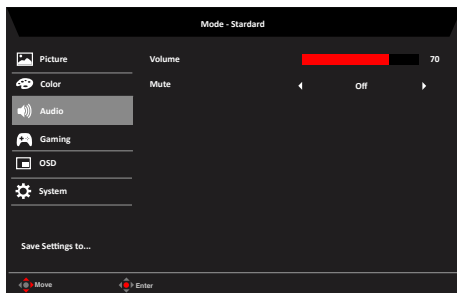 Mode - Stardard
Picture
Volume 70
Color
Mute Off
Audio
Gaming
OSD
System
Save Settings to...
Move Enter